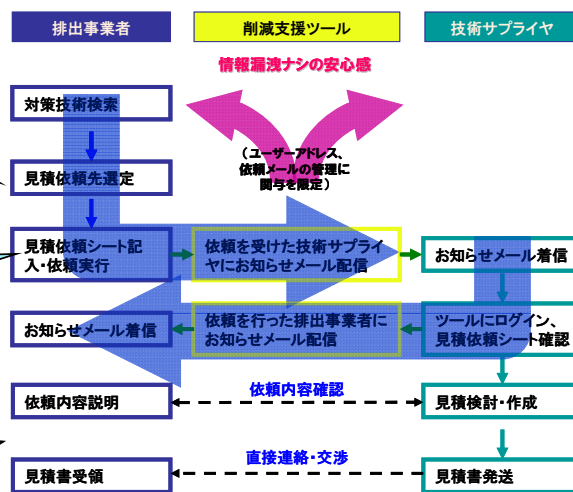 排出事業者
削減支援ツール
技術サプライヤ
情報漏洩ナシの安心感
対策技術検索
(ユーザーアドレス、
依頼メールの管理に
関与を限定)
見積依頼先選定
見積依頼シート記
入・依頼実行
依頼を受けた技術サプライ
ヤにお知らせメール配信
お知らせメール着信
お知らせメール着信
依頼を行った排出事業者に
お知らせメール配信
ツールにログイン、
見積依頼シート確認
依頼内容説明
依頼内容確認
見積検討・作成
見積書受領
直接連絡・交渉
見積書発送